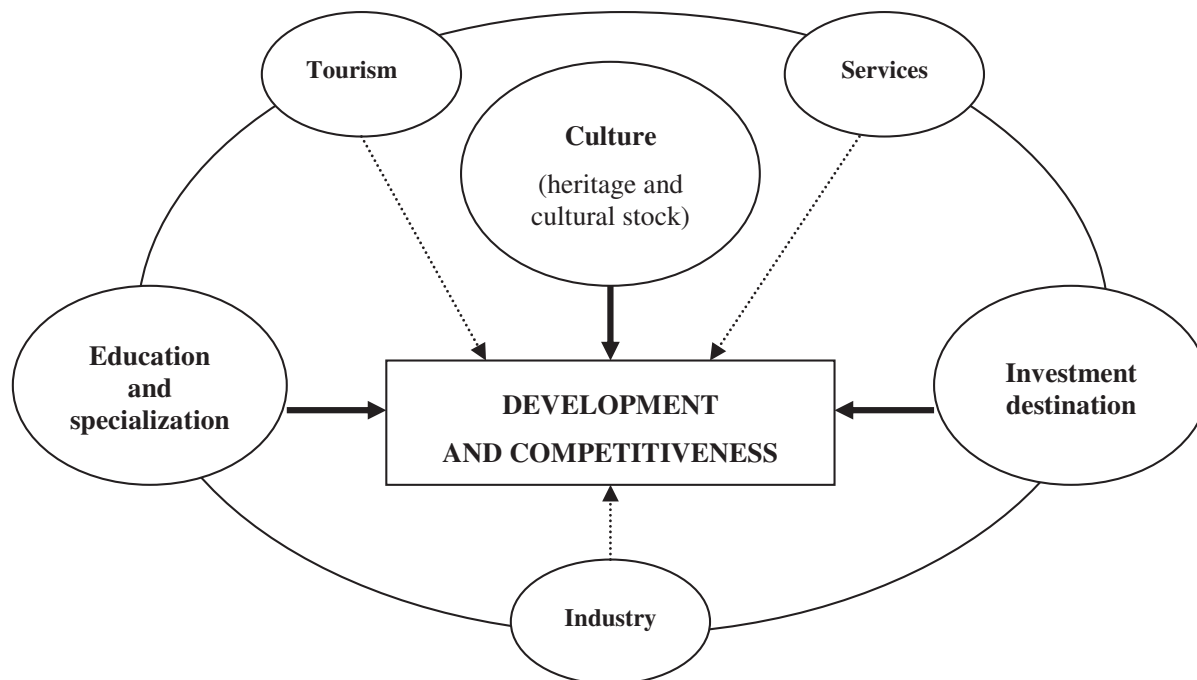 Tourism
Services
Culture
(heritage and
cultural stock)
Education
and
specialization
Investment
destination
DEVELOPMENT
AND COMPETITIVENESS
Industry